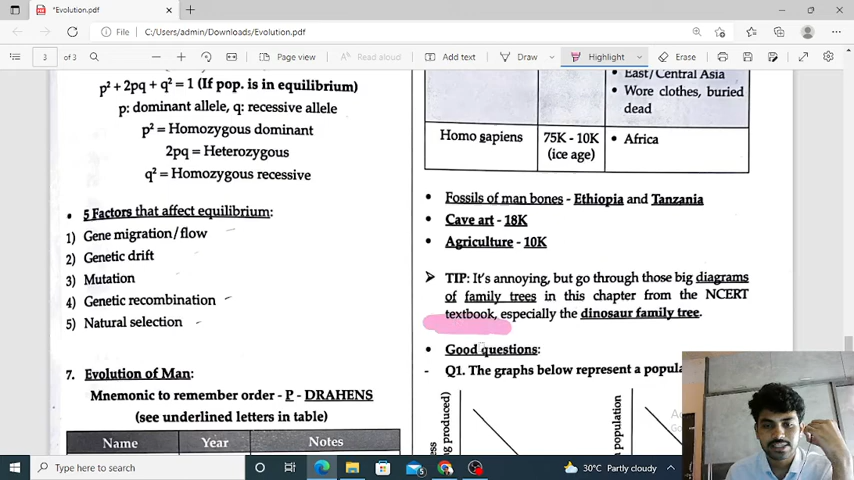 Evolution.pdf*
File
C:/Users/admin/Downloads/Evolution.pdf
3
of 3
Page view
Read aloud
Add text
Draw
Highlight
Erase
p² + 2pq + q² = 1 (If pop. is in equilibrium)
p: dominant allele, q: recessive allele
p² = Homozygous dominant
2pq = Heterozygous
q² = Homozygous recessive
• 5 Factors that affect equilibrium:
1) Gene migration/flow
2) Genetic drift
3) Mutation
4) Genetic recombination
5) Natural selection
7. Evolution of Man:
Mnemonic to remember order - P - DRAHENS
(see underlined letters in table)
Name Year Notes
East/Central Asia
• Wore clothes, buried
dead
Homo sapiens 75K - 10K • Africa
(ice age)
• Fossils of man bones - Ethiopia and Tanzania
• Cave art - 18K
• Agriculture - 10K
➤ TIP: It's annoying, but go through those big diagrams
of family trees in this chapter from the NCERT
textbook, especially the dinosaur family tree.
• Good questions:
- Q1. The graphs below represent a popula
Type here to search
30°C Partly cloudy